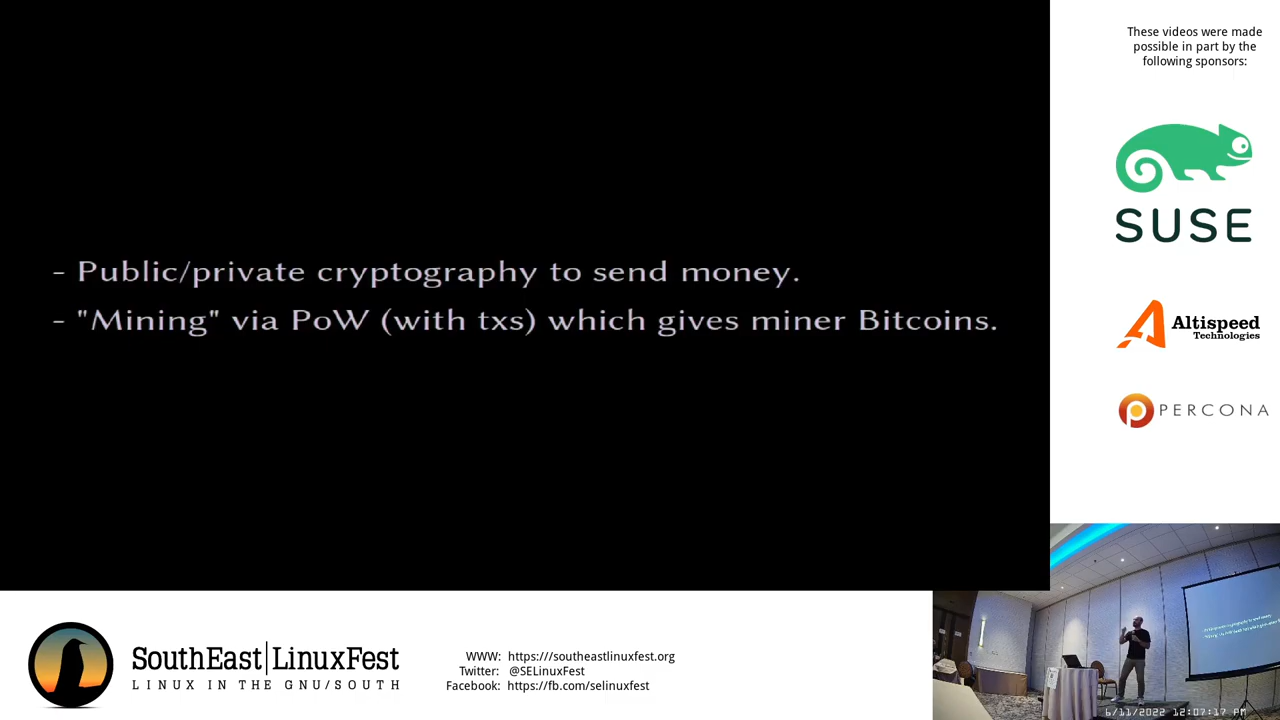 These videos were made
possible in part by the
following sponsors:
SUSE
Altispeed
Technologies
PERCONA
- Public/private cryptography to send money.
- "Mining" via PoW (with txs) which gives miner Bitcoins.
SouthEast|LinuxFest
LINUX IN THE GNU/SOUTH
WWW: https:///southeastlinuxfest.org
Twitter: @SELinuxFest
Facebook: https://fb.com/selinuxfest
6/11/2022 12:07:17 PM